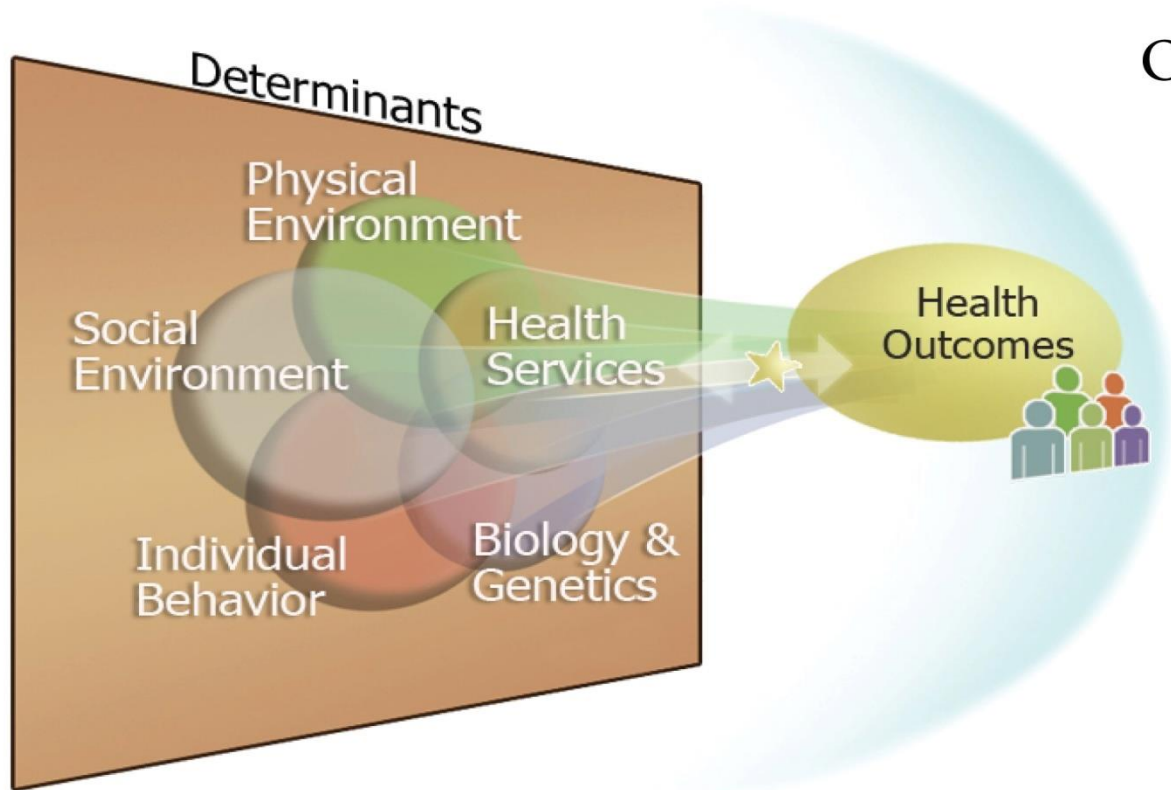 Determinants
Physical
Environment
Social
Environment
Health
Services
Individual
Behavior
Biology &
Genetics
Health
Outcomes